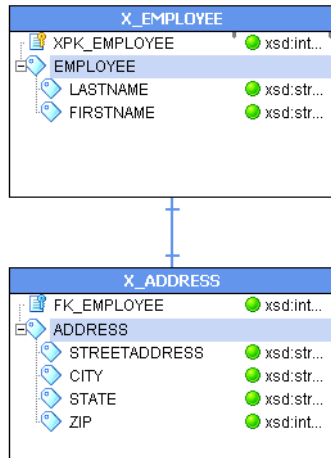 X_EMPLOYEE
XPK_EMPLOYEE xsd:int...
EMPLOYEE
LASTNAME xsd:str...
FIRSTNAME xsd:str...
X_ADDRESS
FK_EMPLOYEE xsd:int...
ADDRESS
STREETADDRESS xsd:str...
CITY xsd:str...
STATE xsd:str...
ZIP xsd:int...